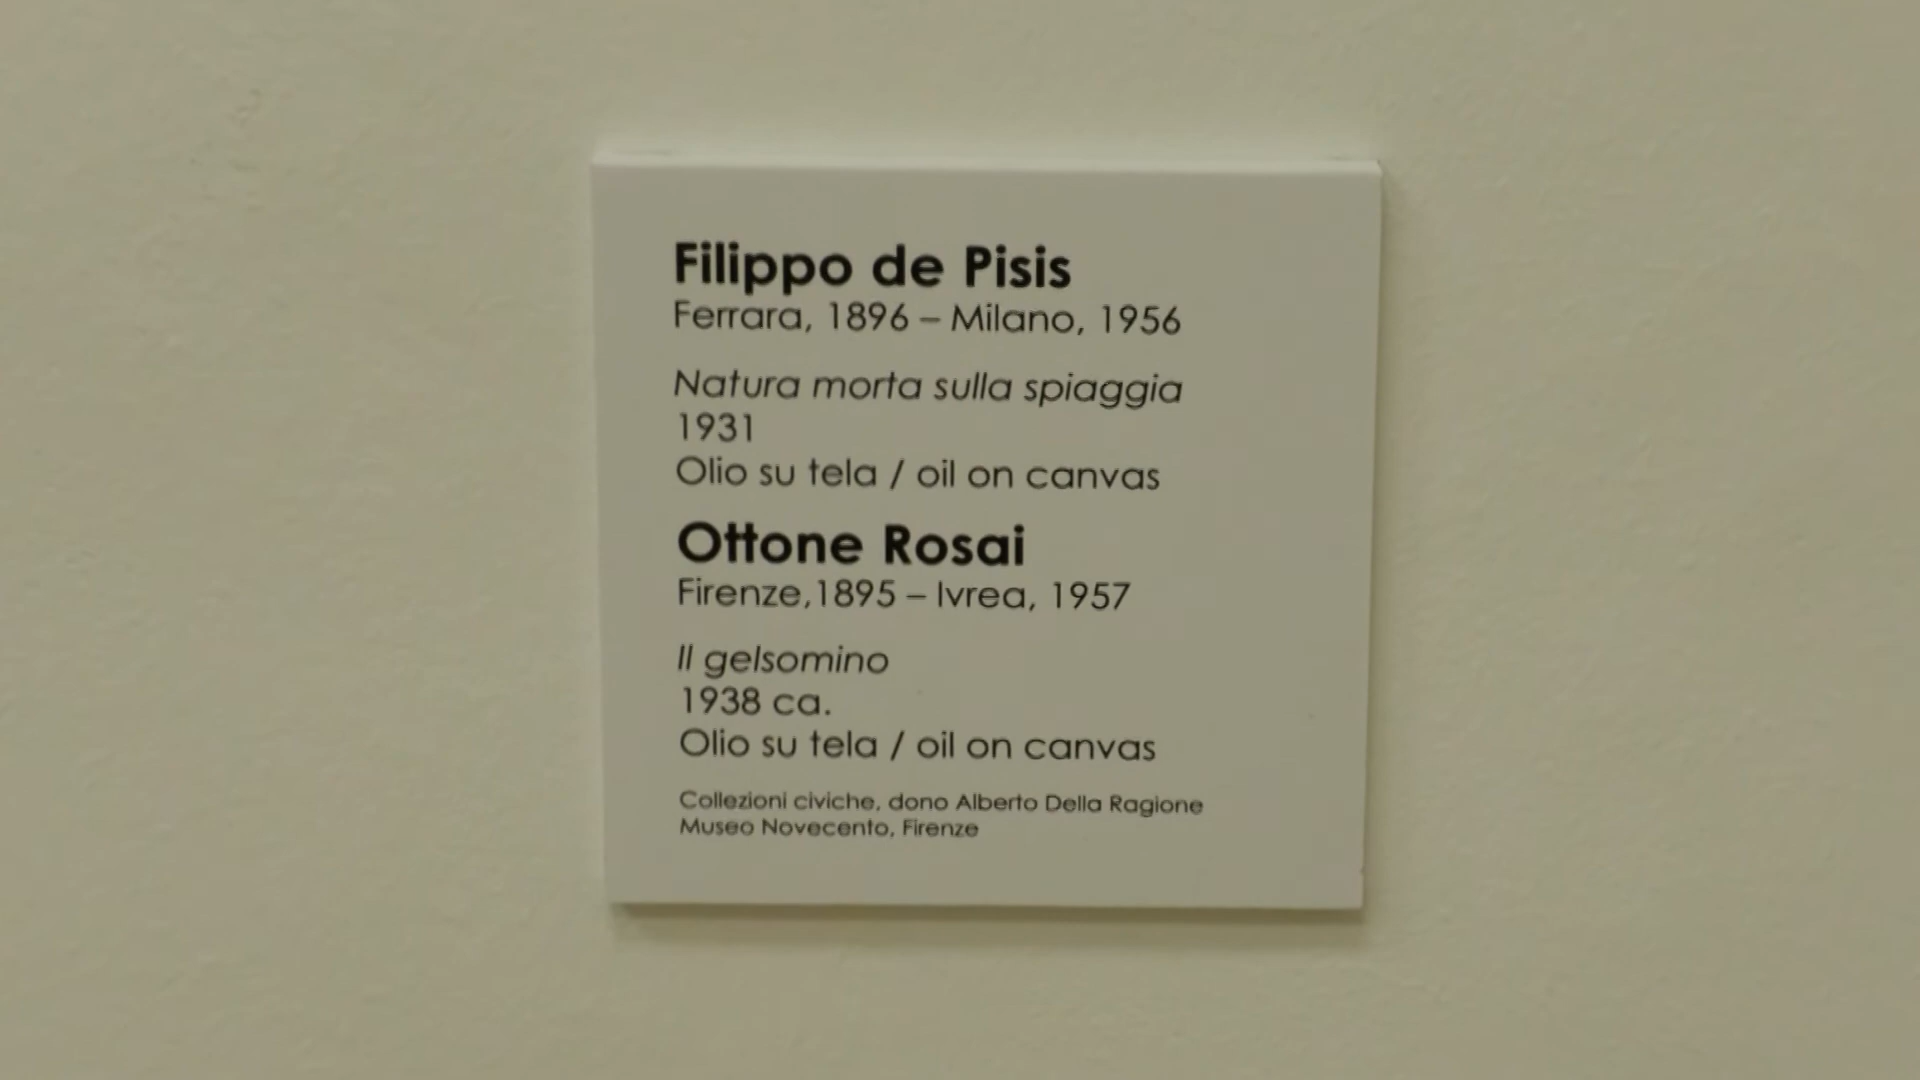 Filippo de Pisis
Ferrara, 1896 – Milano, 1956
Natura morta sulla spiaggia
1931
Olio su tela / oil on canvas
Ottone Rosai
Firenze,1895 – Ivrea, 1957
Il gelsomino
1938 ca.
Olio su tela / oil on canvas
Collezioni civiche, dono Alberto Della Ragione
Museo Novecento, Firenze